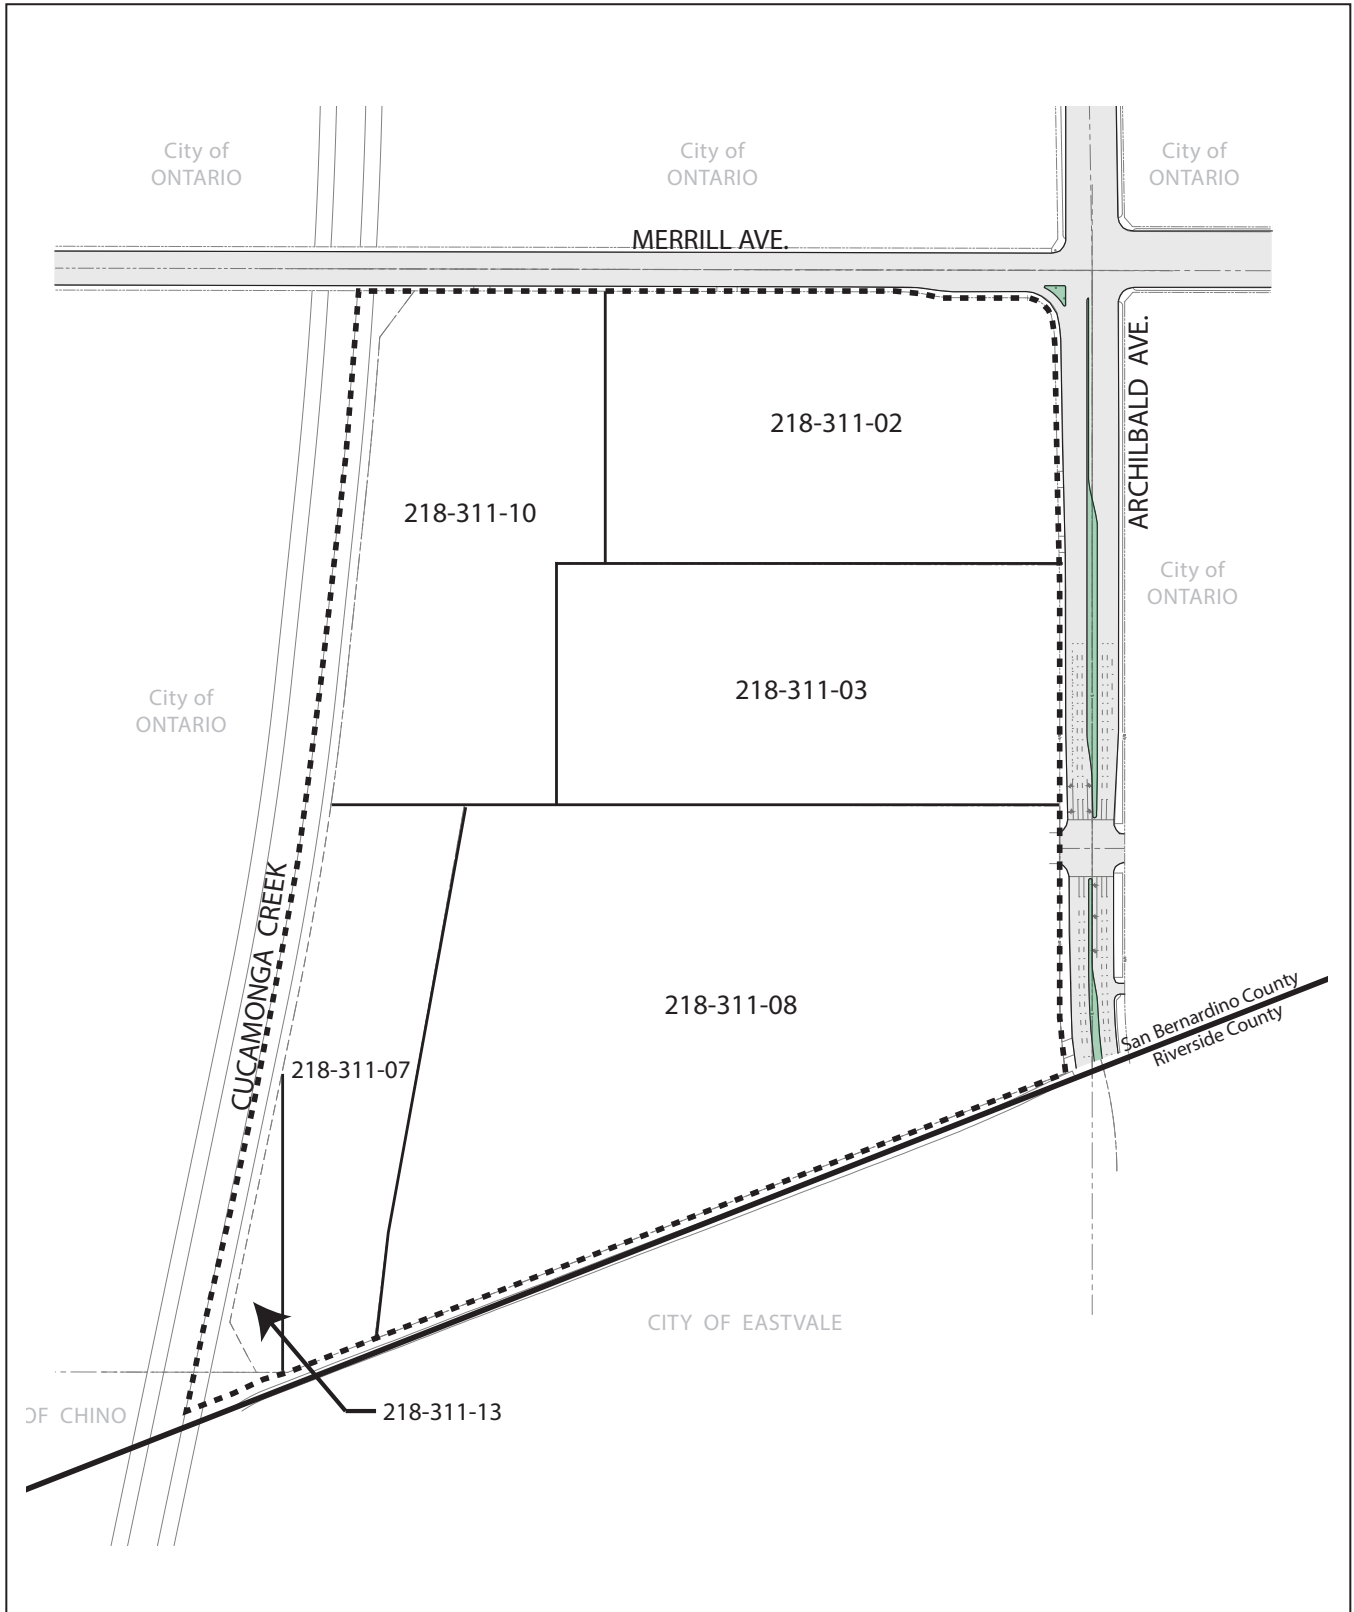 City of
ONTARIO
City of
ONTARIO
City of
ONTARIO
MERRILL AVE.
ARCHILBALD AVE.
218-311-02
218-311-10
City of
ONTARIO
218-311-03
City of
ONTARIO
CUCAMONGA CREEK
218-311-08
San Bernardino County
Riverside County
218-311-07
CITY OF EASTVALE
OF CHINO
218-311-13